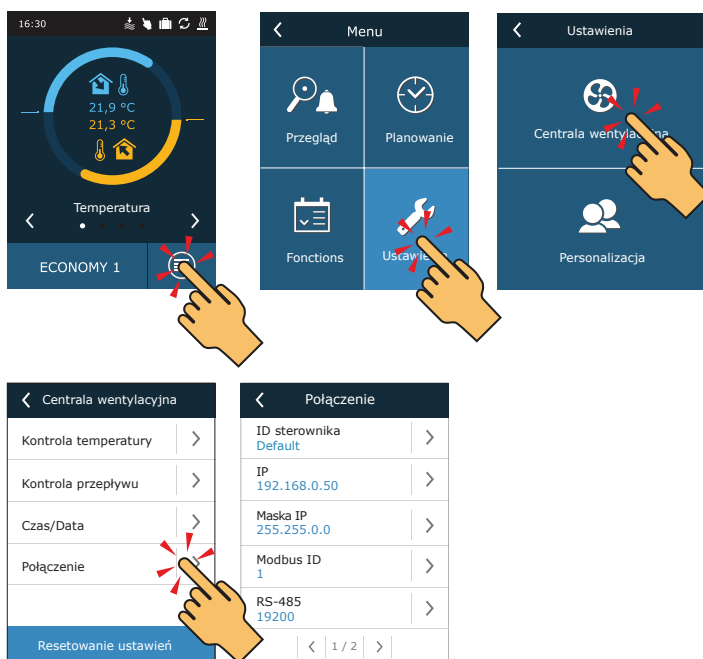 16:30
21,9 °C
21,3 °C
Temperatura
ECONOMY 1
Menu
Przegląd
Planowanie
Fonctions
Ustawienia
Ustawienia
Centrala wentylacyjna
Personalizacja
Centrala wentylacyjna
Kontrola temperatury
Kontrola przepływu
Czas/Data
Połączenie
Resetowanie ustawień
Połączenie
ID sterownika
Default
IP
192.168.0.50
Maska IP
255.255.0.0
Modbus ID
1
RS-485
19200
1 / 2